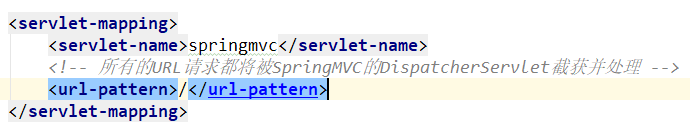 <servlet-mapping>
<servlet-name>springmvc</servlet-name>
<!-- 所有的URL请求都将被SpringMVC的DispatcherServlet截获并处理 -->
<url-pattern>/</url-pattern>
</servlet-mapping>